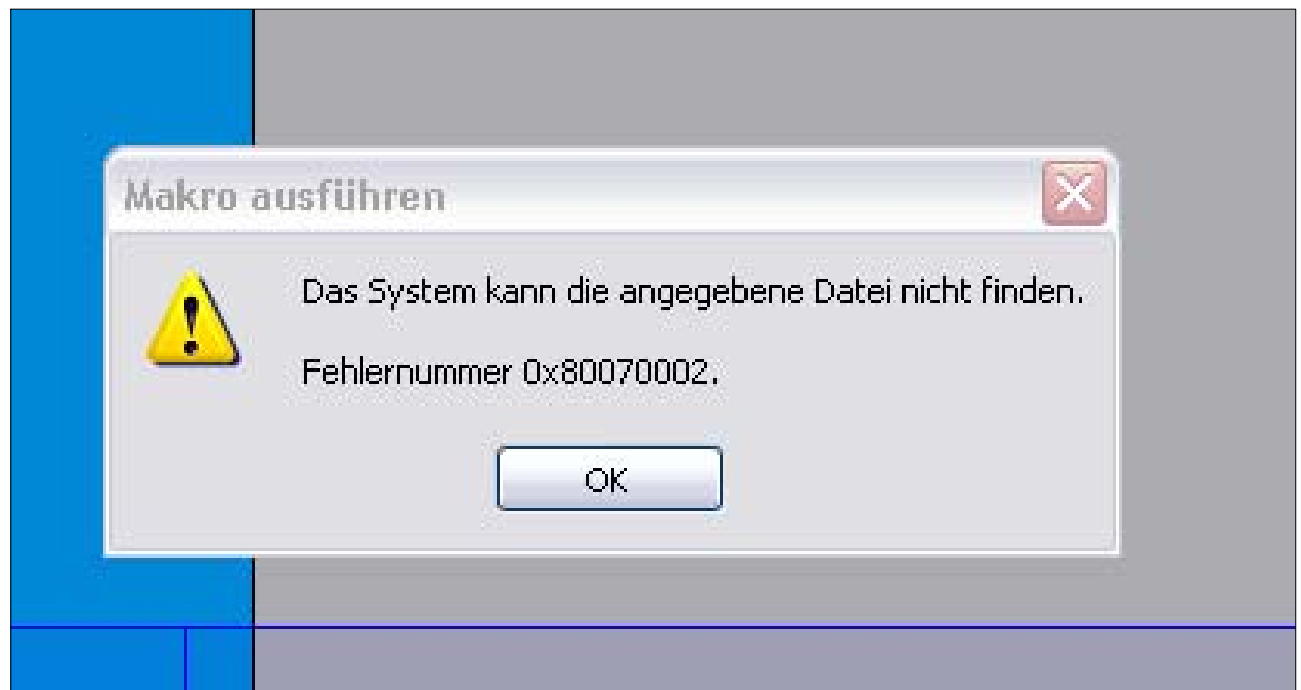 Makro ausführen
Das System kann die angegebene Datei nicht finden.
Fehlernummer 0x80070002.
OK